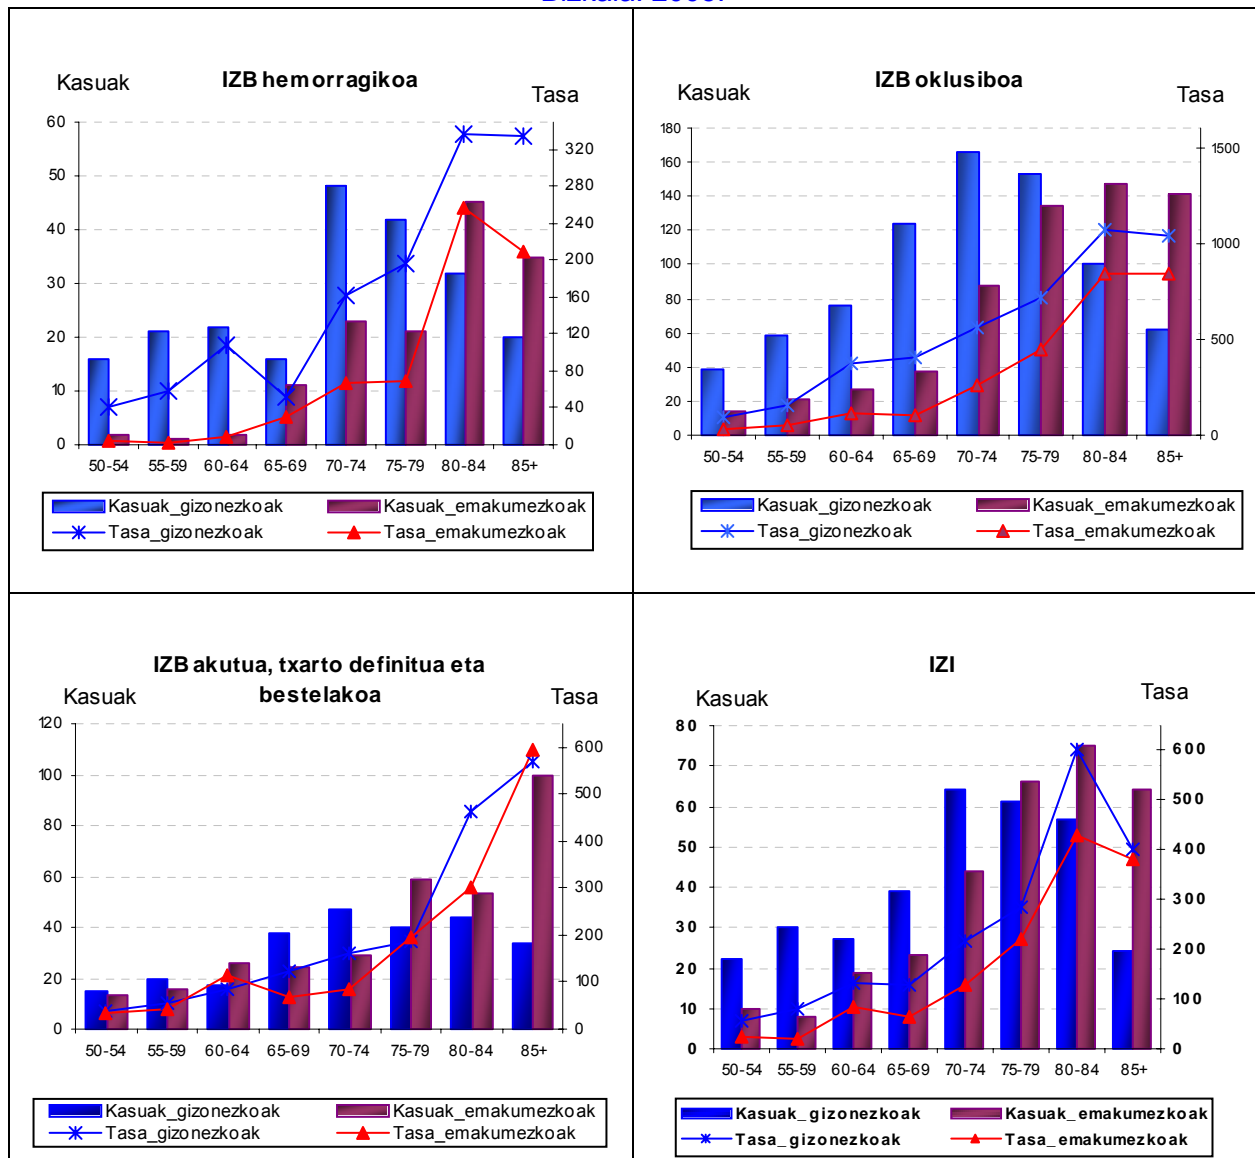 IZB hemorragikoa
Kasuak
Tasa
60
50
40
30
20
10
0
320
280
240
200
160
120
80
40
0
50-54 55-59 60-64 65-69 70-74 75-79 80-84 85+
Kasuak_gizonezkoak Kasuak_emakumezkoak
Tasa_gizonezkoak Tasa_emakumezkoak
IZB oklusiboa
Kasuak
Tasa
180
160
140
120
100
80
60
40
20
0
1500
1000
500
0
50-54 55-59 60-64 65-69 70-74 75-79 80-84 85+
Kasuak_gizonezkoak Kasuak_emakumezkoak
Tasa_gizonezkoak Tasa_emakumezkoak
IZB akutua, txarto definitua eta
bestelakoa
Kasuak
Tasa
120
100
80
60
40
20
0
600
500
400
300
200
100
0
50-54 55-59 60-64 65-69 70-74 75-79 80-84 85+
Kasuak_gizonezkoak Kasuak_emakumezkoak
Tasa_gizonezkoak Tasa_emakumezkoak
IZI
Kasuak
Tasa
80
70
60
50
40
30
20
10
0
600
500
400
300
200
100
0
50-54 55-59 60-64 65-69 70-74 75-79 80-84 85+
Kasuak_gizonezkoak Kasuak_emakumezkoak
Tasa_gizonezkoak Tasa_emakumezkoak